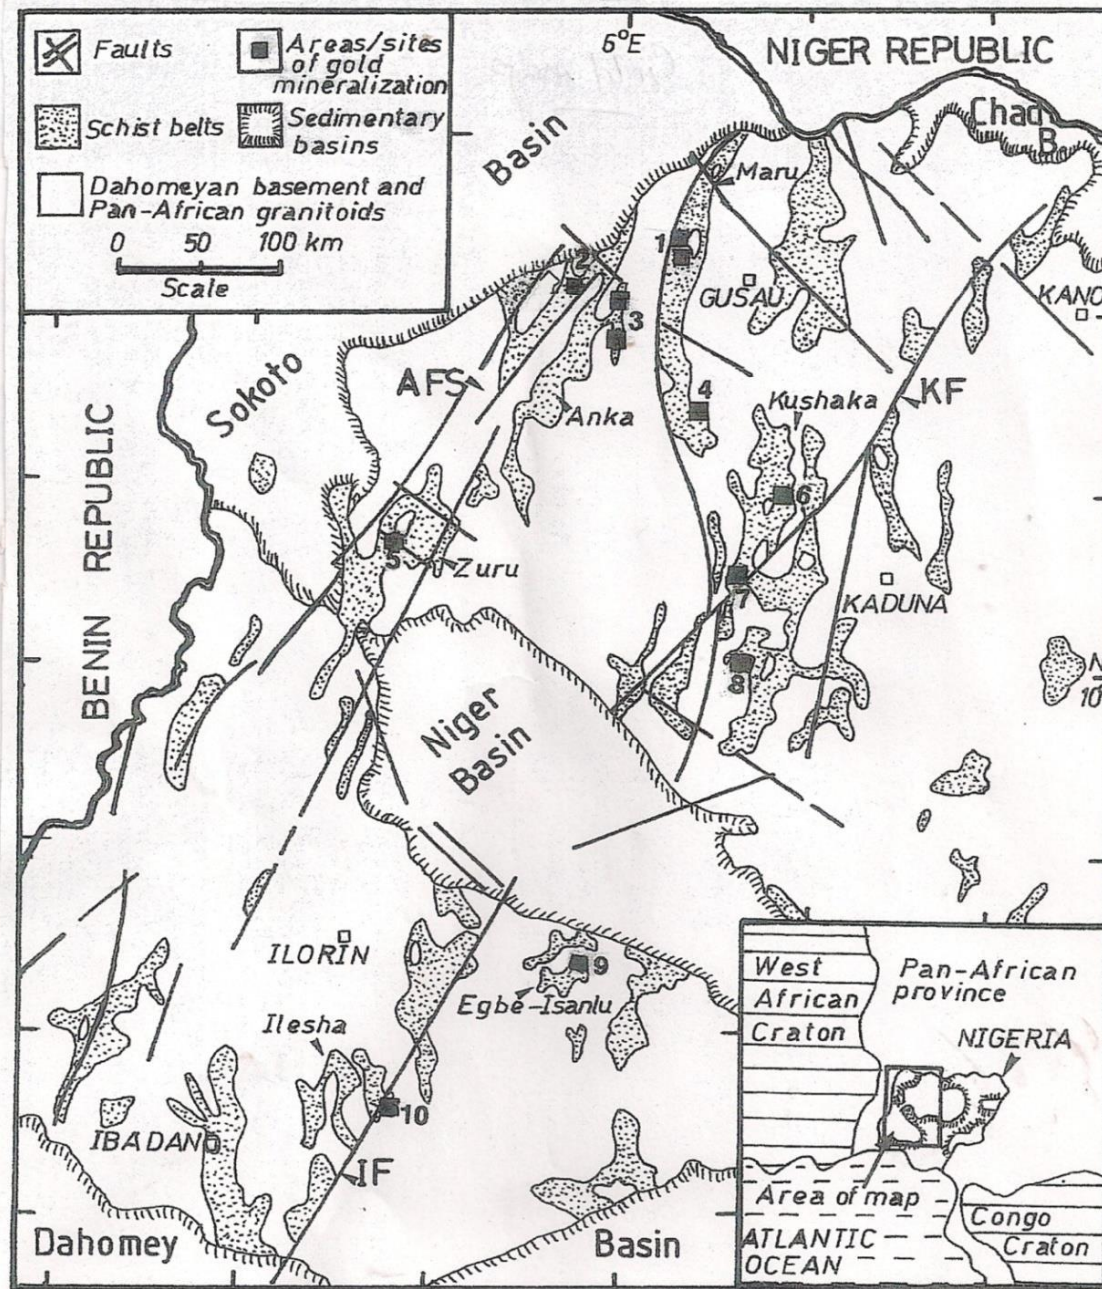 Faults
Areas/sites
of gold
mineralization
Schist belts
Sedimentary
basins
Dahomeyan basement and
Pan-African granitoids
0 50 100 km
Scale
6°E
NIGER REPUBLIC
Chad
B.
Basin
Maru
1
2
GUSAU
KANO
3
Sokoto
AFS
4
Kushaka
KF
Anka
BENIN REPUBLIC
6
5
Zuru
7
KADUNA
8
N
10
Niger
Basin
ILORIN
9
Egbe-Isanlu
Ilesha
10
IBADAN
IF
Dahomey
Basin
West
African
Craton
Pan-African
province
NIGERIA
Area of map
ATLANTIC
OCEAN
Congo
Craton